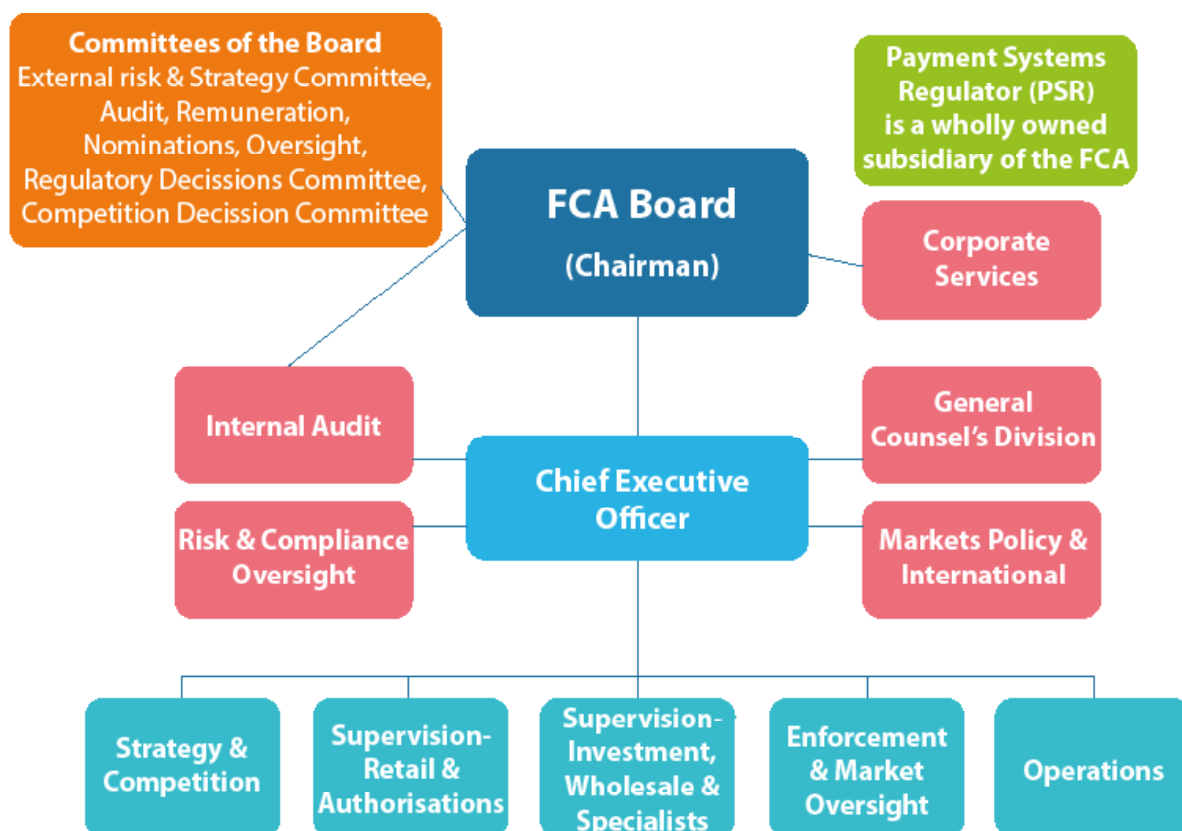 Committees of the Board
External risk & Strategy Committee,
Audit, Remuneration,
Nominations, Oversight,
Regulatory Decissions Committee,
Competition Decission Committee
Payment Systems
Regulator (PSR)
is a wholly owned
subsidiary of the FCA
FCA Board
(Chairman)
Corporate
Services
Internal Audit
General
Counsel's Division
Chief Executive
Officer
Risk & Compliance
Oversight
Markets Policy &
International
Strategy &
Competition
Supervision-
Retail &
Authorisations
Supervision-
Investment,
Wholesale &
Specialists
Enforcement
& Market
Oversight
Operations